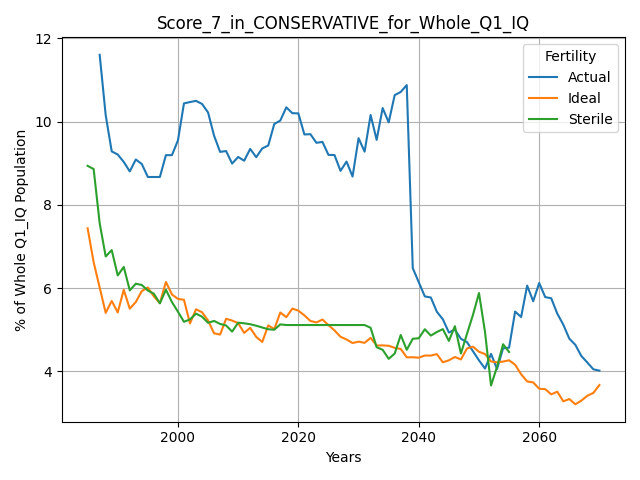 Score_7_in_CONSERVATIVE_for_Whole_Q1_IQ
12
10
8
6
4
% of Whole Q1_IQ Population
2000
2020
2040
2060
Years
Fertility
Actual
Ideal
Sterile